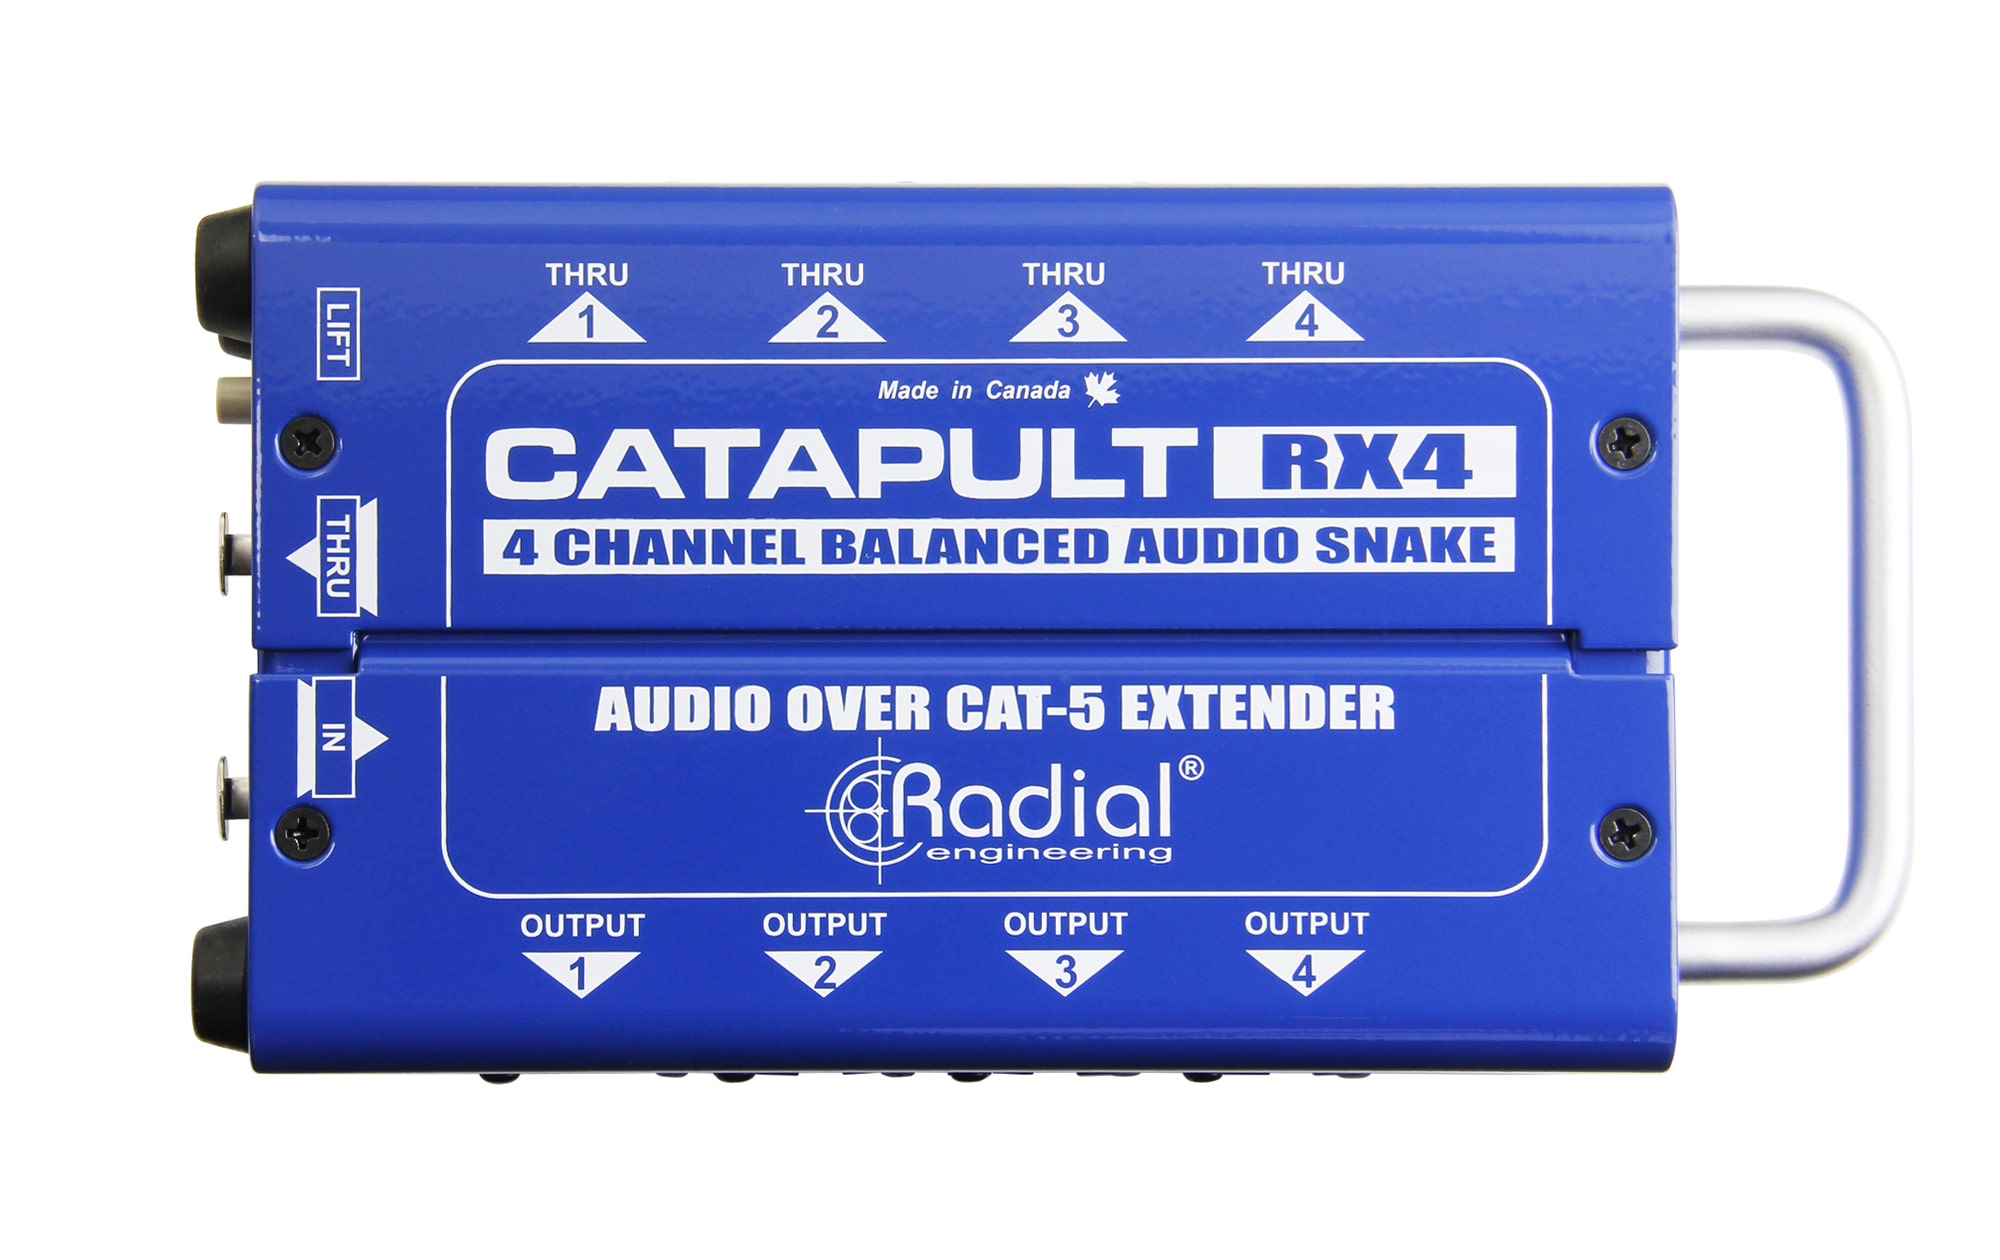 THRU THRU THRU THRU
1 2 3 4
LIFT
Made in Canada
CATAPULT RX4
4 CHANNEL BALANCED AUDIO SNAKE
THRU
IN
AUDIO OVER CAT-5 EXTENDER
Radial®
engineering
OUTPUT OUTPUT OUTPUT OUTPUT
1 2 3 4